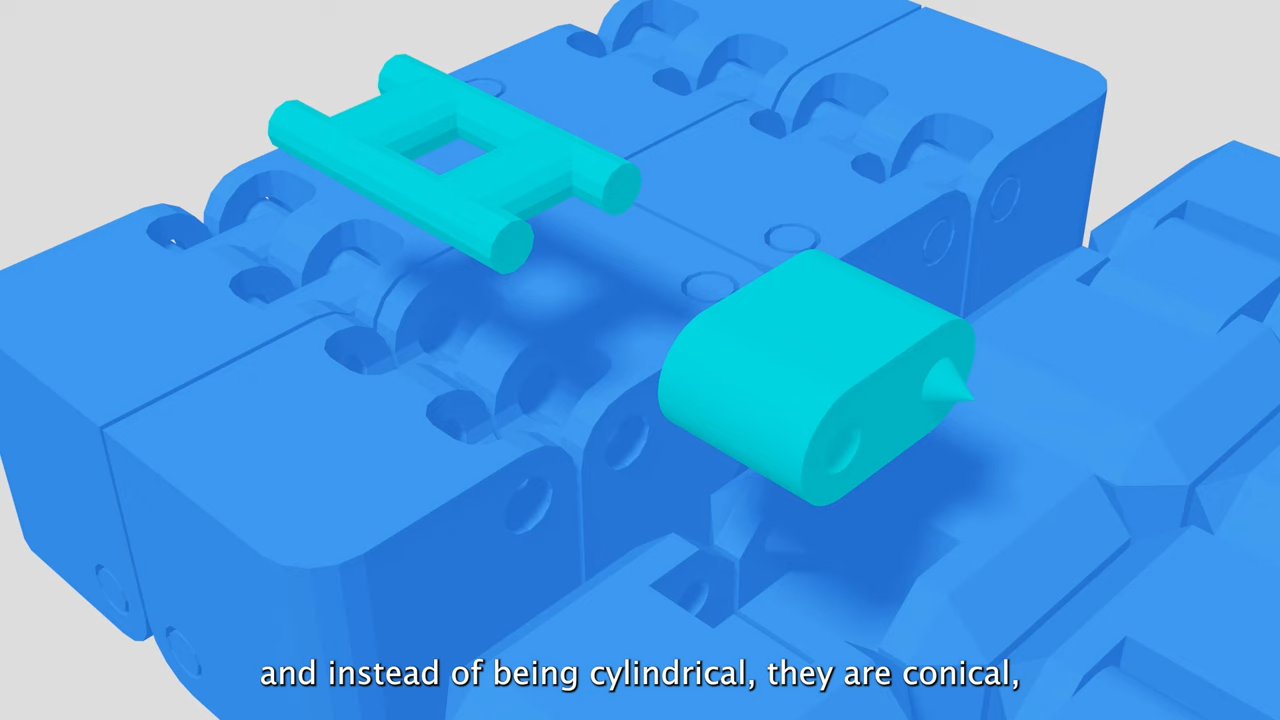 and instead of being cylindrical, they are conical,